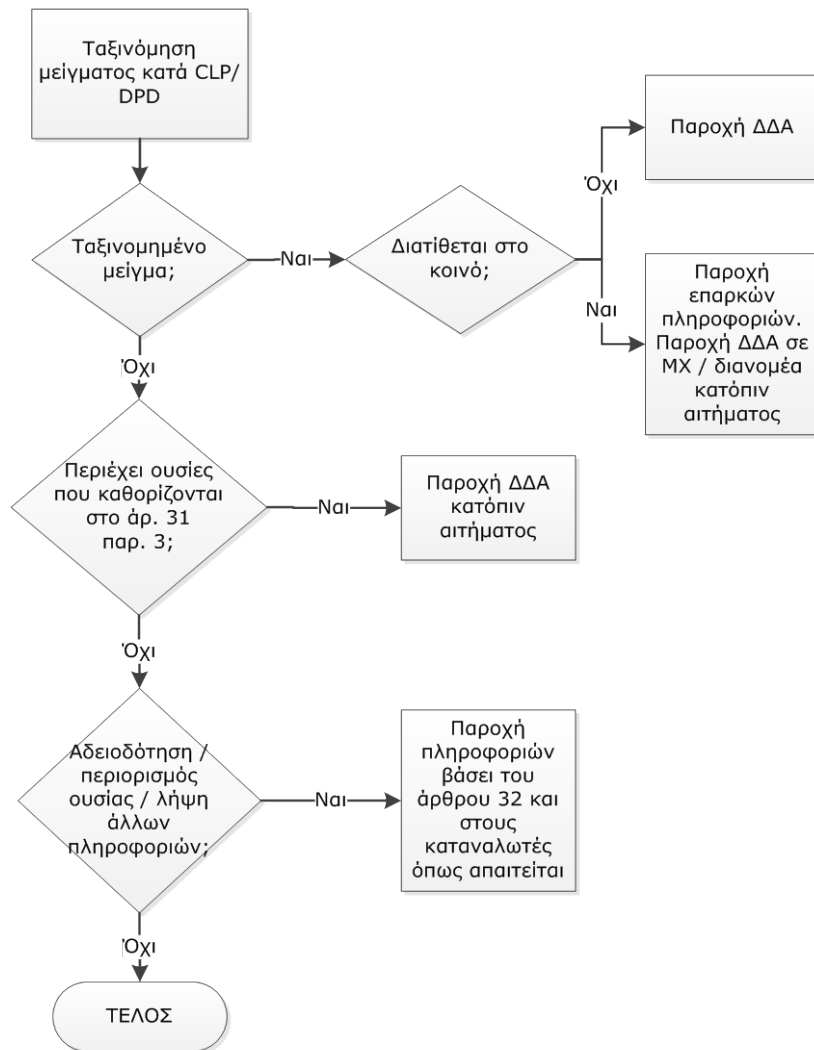 Ταξινόμηση
μείγματος κατά CLP/
DPD
Ταξινομημένο
μείγμα;
Ναι
Διατίθεται στο
κοινό;
Όχι
Παροχή ΔΔΑ
Ναι
Παροχή
επαρκών
πληροφοριών.
Παροχή ΔΔΑ σε
ΜΧ / διανομέα
κατόπιν
αιτήματος
Όχι
Περιέχει ουσίες
που καθορίζονται
στο άρ. 31
παρ. 3;
Ναι
Παροχή ΔΔΑ
κατόπιν
αιτήματος
Όχι
Αδειοδότηση /
περιορισμός
ουσίας / λήψη
άλλων
πληροφοριών;
Ναι
Παροχή
πληροφοριών
βάσει του
άρθρου 32 και
στους
καταναλωτές
όπως απαιτείται
Όχι
ΤΕΛΟΣ